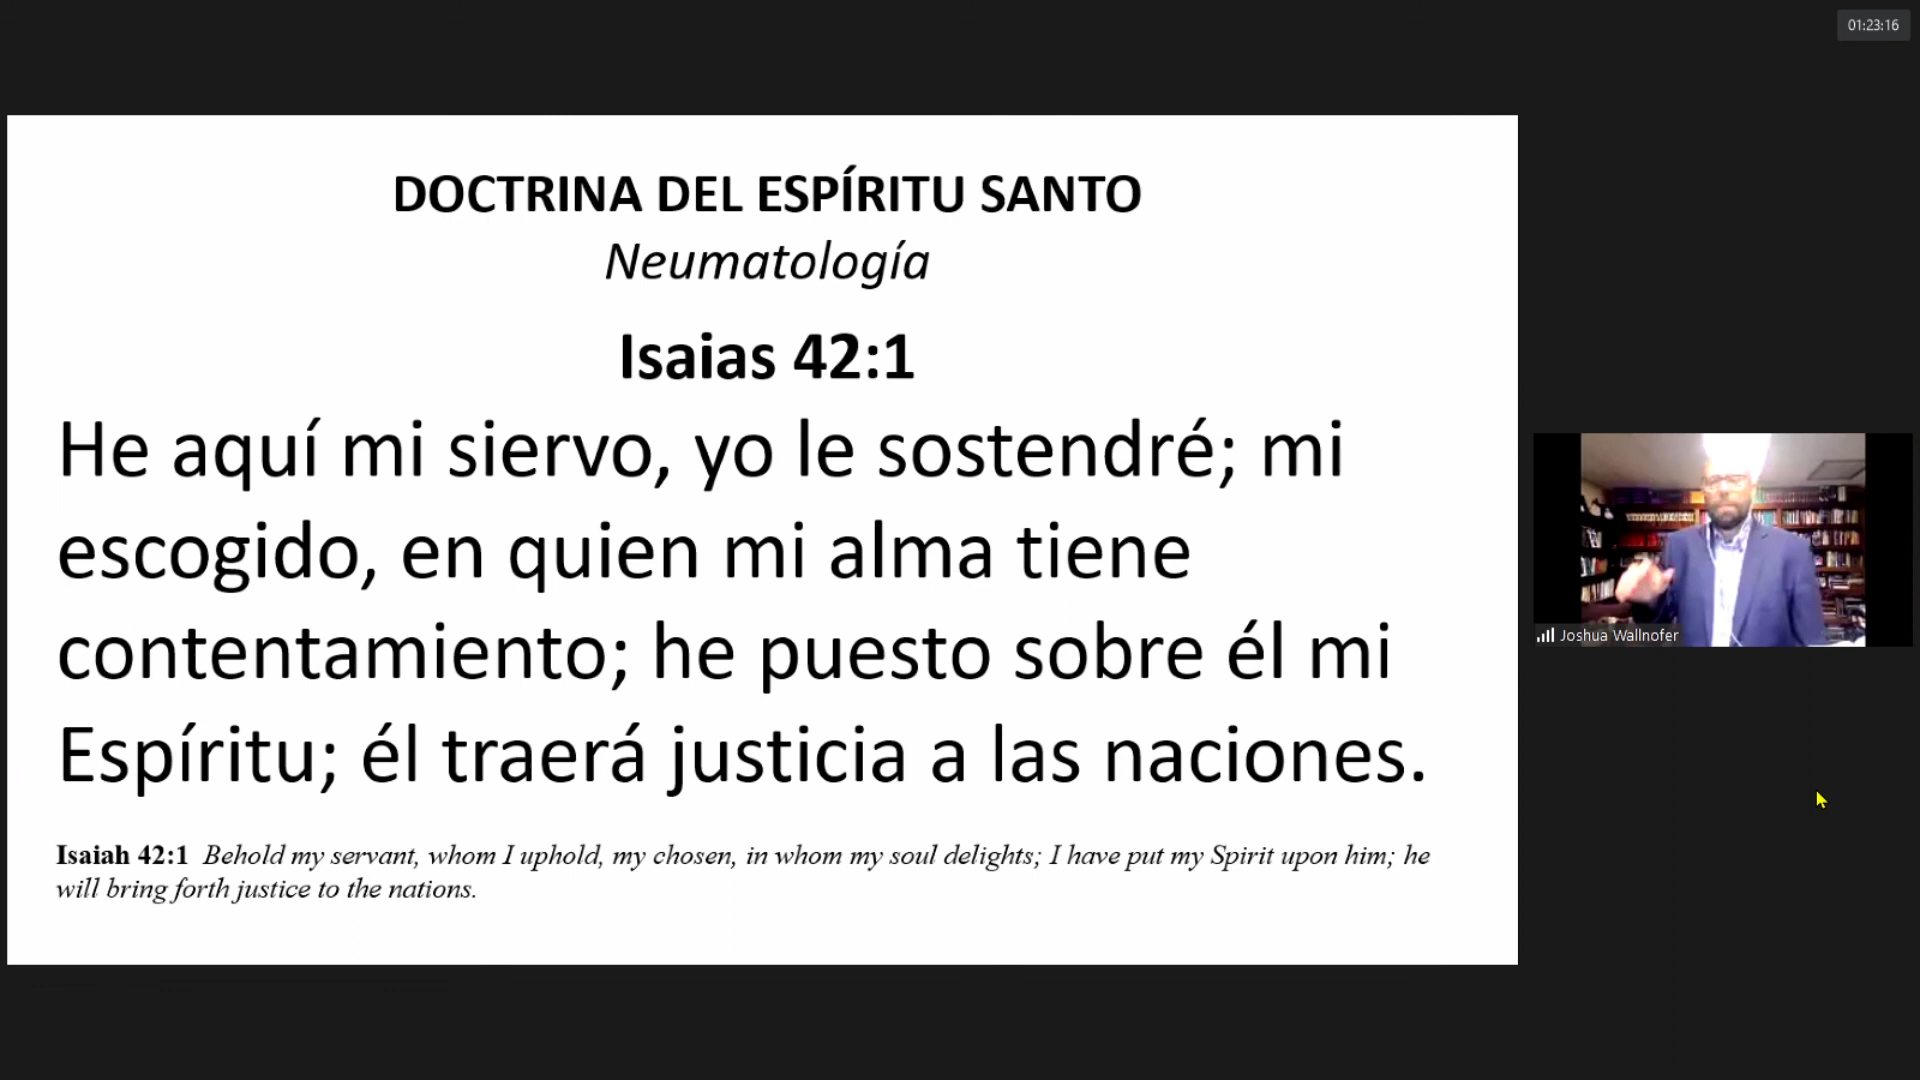 01:23:16
DOCTRINA DEL ESPÍRITU SANTO
Neumatología
Isaias 42:1
He aquí mi siervo, yo le sostendré; mi
escogido, en quien mi alma tiene
contentamiento; he puesto sobre él mi
Espíritu; él traerá justicia a las naciones.
Isaiah 42:1 Behold my servant, whom I uphold, my chosen, in whom my soul delights; I have put my Spirit upon him; he
will bring forth justice to the nations.
Joshua Wallnofer